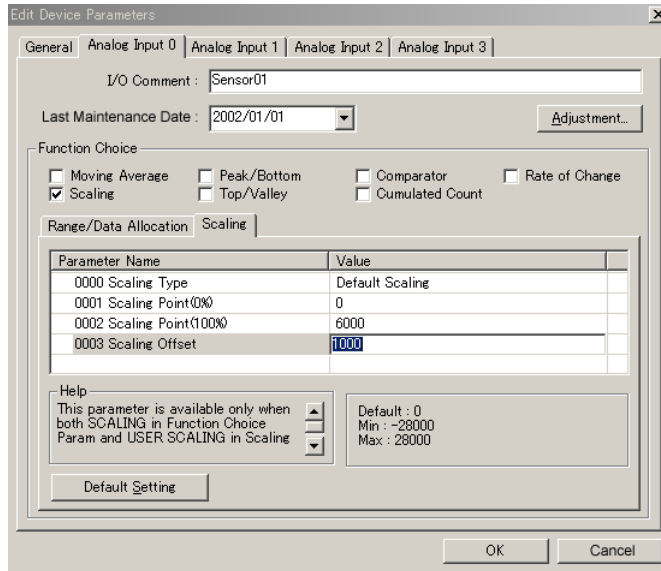 Edit Device Parameters
General Analog Input 0 Analog Input 1 Analog Input 2 Analog Input 3
I/O Comment : Sensor01
Last Maintenance Date : 2002/01/01 Adjustment...
Function Choice
Moving Average Peak/Bottom Comparator Rate of Change
Scaling Top/Valley Cumulated Count
Range/Data Allocation Scaling
Parameter Name Value
0000 Scaling Type Default Scaling
0001 Scaling Point(0%) 0
0002 Scaling Point(100%) 6000
0003 Scaling Offset 1000
Help
This parameter is available only when
both SCALING in Function Choice
Param and USER SCALING in Scaling
Default : 0
Min : -28000
Max : 28000
Default Setting
OK Cancel